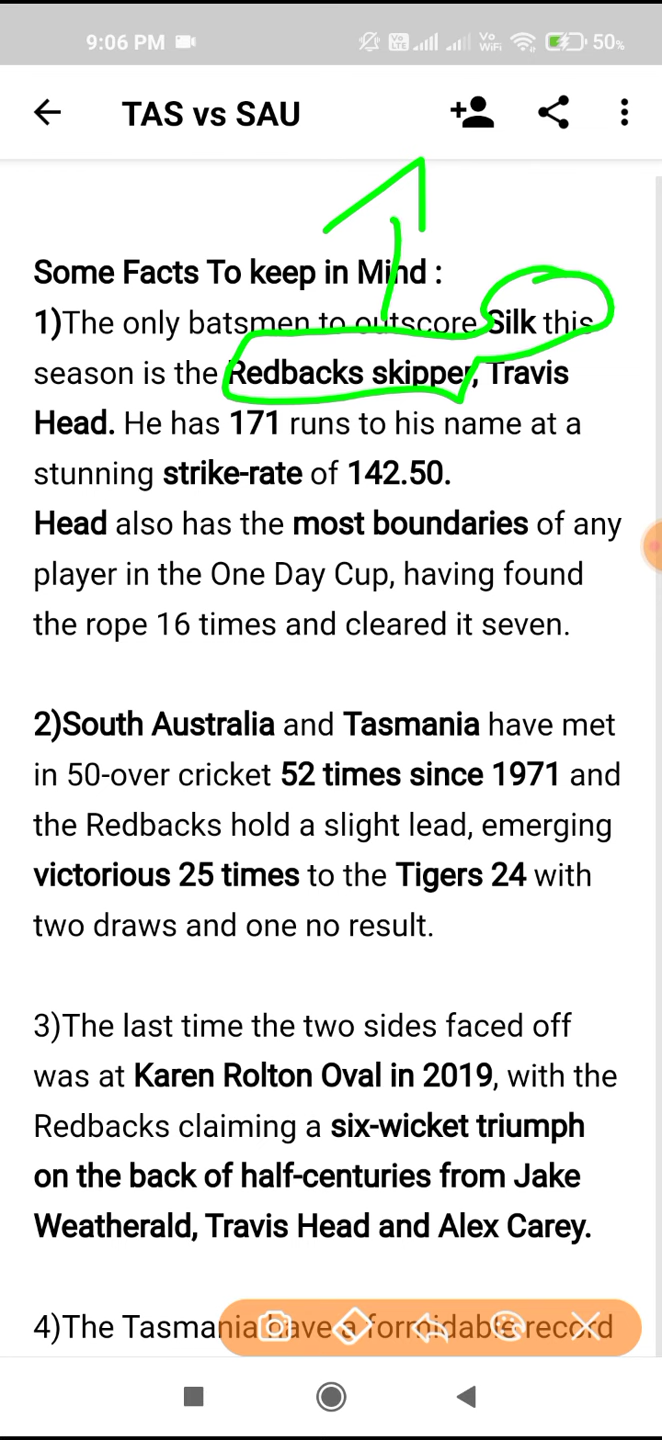 9:06 PM
Vo LTE
Vo WiFi
50%
TAS vs SAU
Some Facts To keep in Mind :
1)The only batsmen to outscore Silk this
season is the Redbacks skipper, Travis
Head. He has 171 runs to his name at a
stunning strike-rate of 142.50.
Head also has the most boundaries of any
player in the One Day Cup, having found
the rope 16 times and cleared it seven.
2)South Australia and Tasmania have met
in 50-over cricket 52 times since 1971 and
the Redbacks hold a slight lead, emerging
victorious 25 times to the Tigers 24 with
two draws and one no result.
3)The last time the two sides faced off
was at Karen Rolton Oval in 2019, with the
Redbacks claiming a six-wicket triumph
on the back of half-centuries from Jake
Weatherald, Travis Head and Alex Carey.
4)The Tasmania have a formidable record